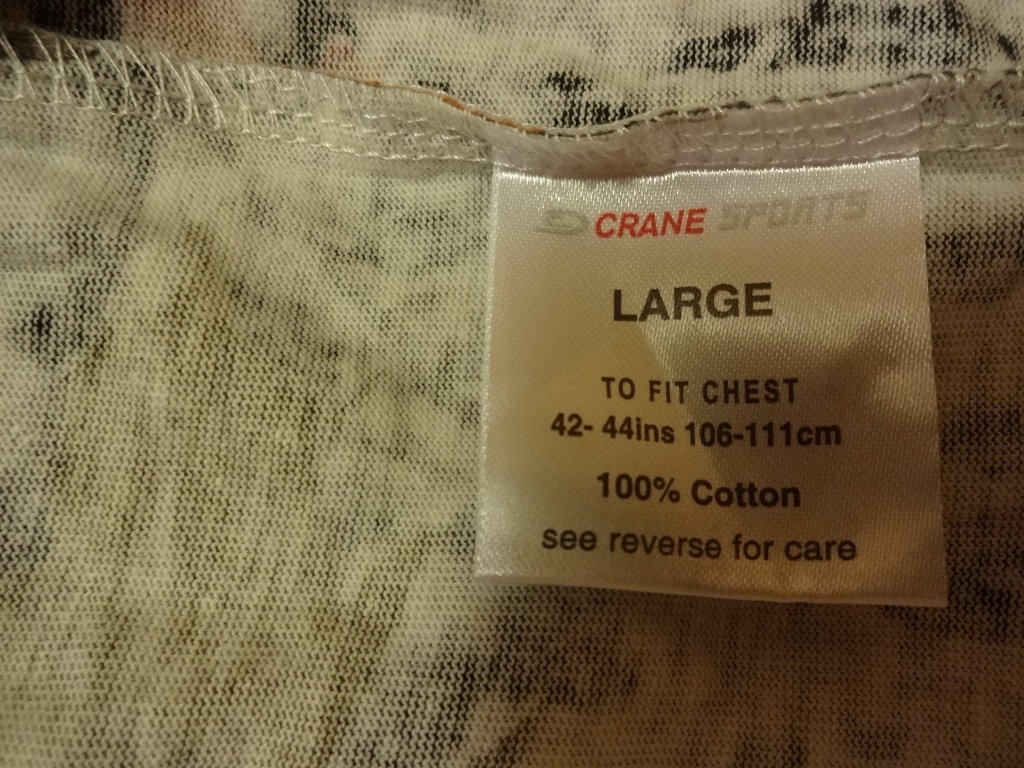 CRANE SPORTS
LARGE
TO FIT CHEST
42- 44ins 106-111cm
100% Cotton
see reverse for care